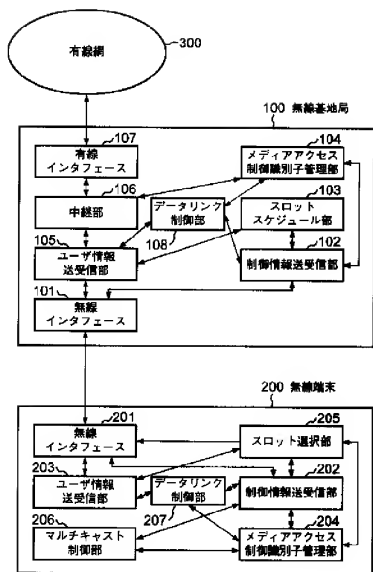 有線網
300
100 無線基地局
107
有線
インタフェース
104
メディアアクセス
制御識別子管理部
106
中継部
データリンク
制御部
108
103
スロット
スケジュール部
105
ユーザ情報
送受信部
102
制御情報送受信部
101
無線
インタフェース
200 無線端末
201
無線
インタフェース
205
スロット選択部
203
ユーザ情報
送受信部
データリンク
制御部
207
202
制御情報送受信部
206
マルチキャスト
制御部
204
メディアアクセス
制御識別子管理部